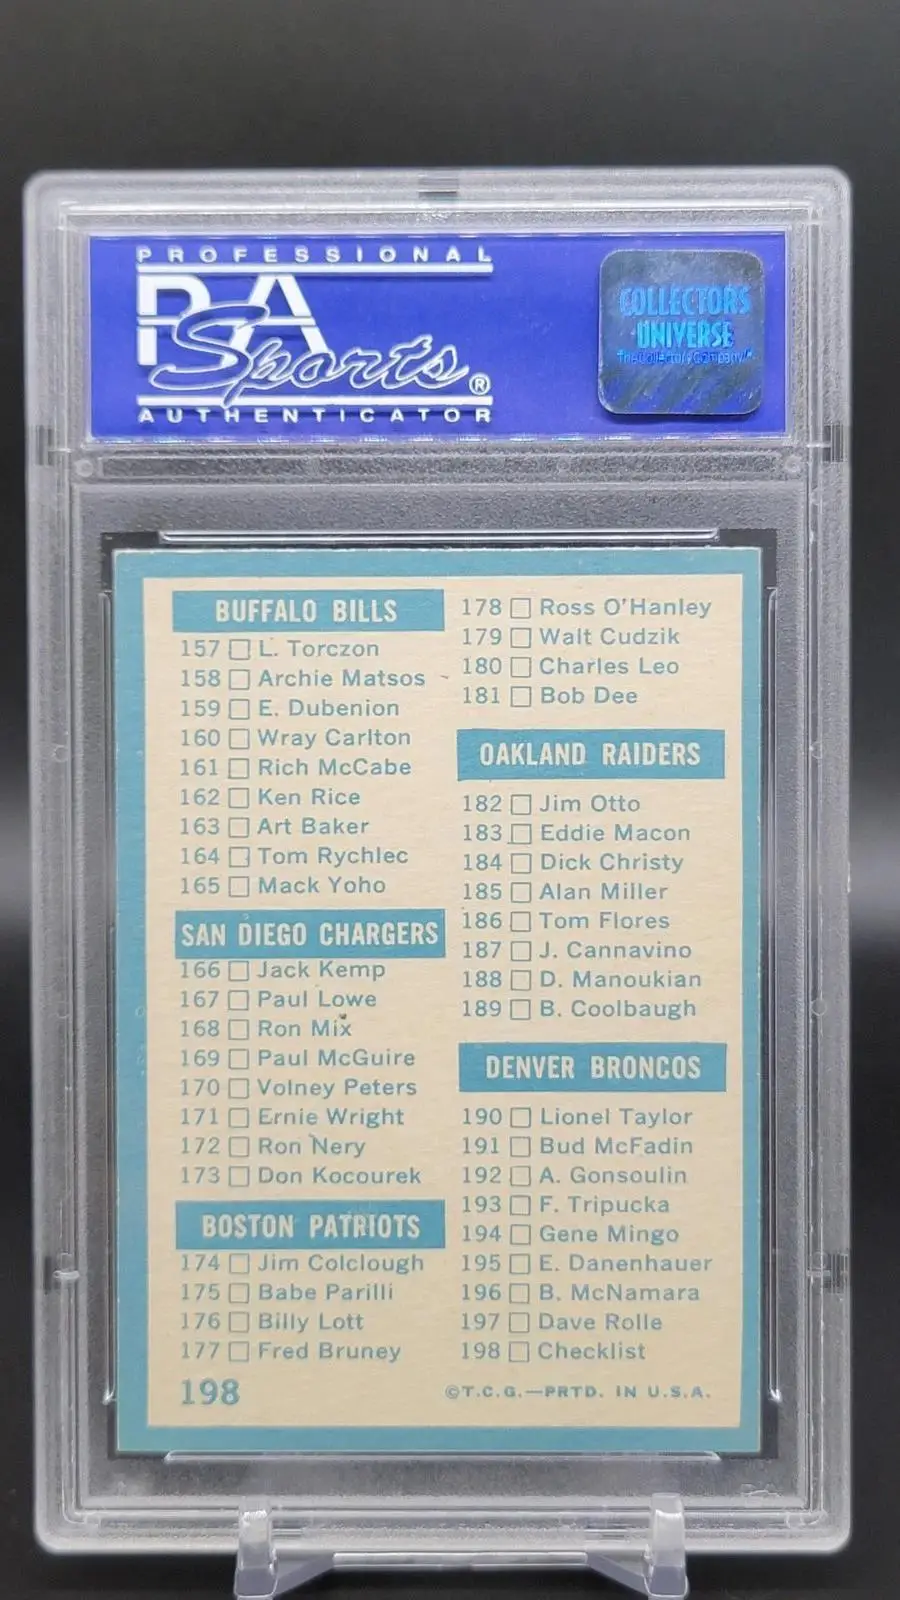 PROFESSIONAL
PSA
Sports®
AUTHENTICATOR
COLLECTORS
UNIVERSE
The Collectors Company™
BUFFALO BILLS
157 L. Torczon
158 Archie Matsos
159 E. Dubenion
160 Wray Carlton
161 Rich McCabe
162 Ken Rice
163 Art Baker
164 Tom Rychlec
165 Mack Yoho
SAN DIEGO CHARGERS
166 Jack Kemp
167 Paul Lowe
168 Ron Mix
169 Paul McGuire
170 Volney Peters
171 Ernie Wright
172 Ron Nery
173 Don Kocourek
BOSTON PATRIOTS
174 Jim Colclough
175 Babe Parilli
176 Billy Lott
177 Fred Bruney
178 Ross O'Hanley
179 Walt Cudzik
180 Charles Leo
181 Bob Dee
OAKLAND RAIDERS
182 Jim Otto
183 Eddie Macon
184 Dick Christy
185 Alan Miller
186 Tom Flores
187 J. Cannavino
188 D. Manoukian
189 B. Coolbaugh
DENVER BRONCOS
190 Lionel Taylor
191 Bud McFadin
192 A. Gonsoulin
193 F. Tripucka
194 Gene Mingo
195 E. Danenhauer
196 B. McNamara
197 Dave Rolle
198 Checklist
198
©T.C.G.—PRTD. IN U.S.A.